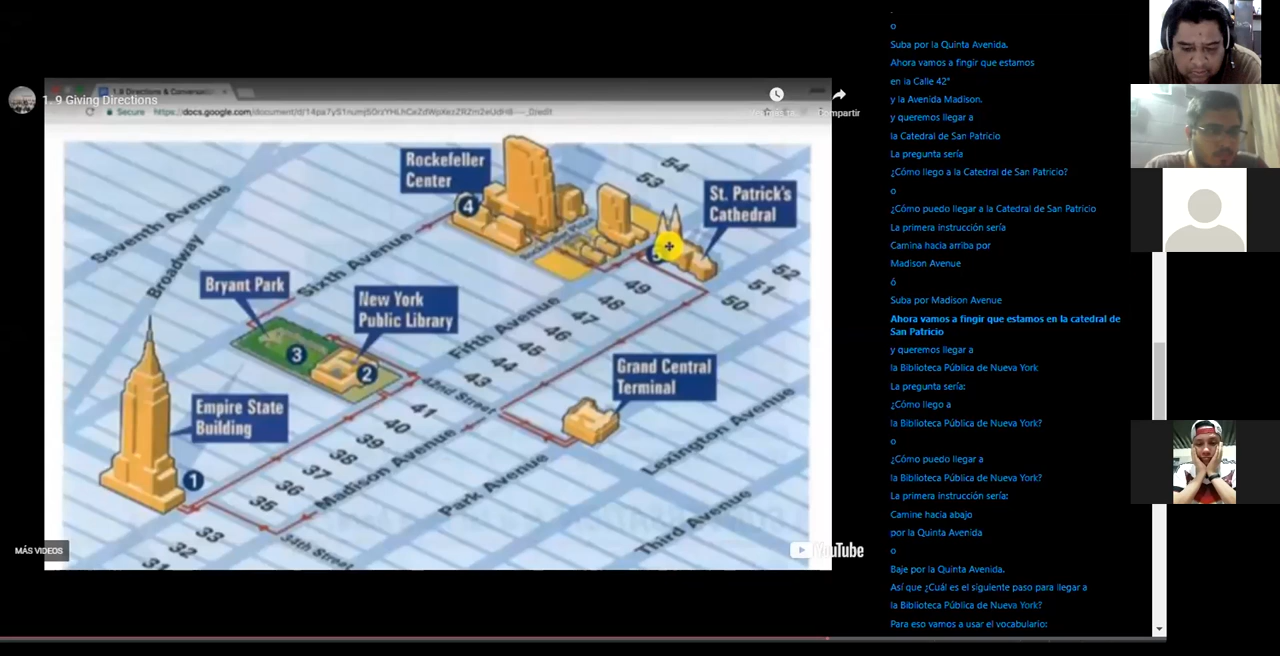 1. 9 Directions & Conversati
1. 9 Giving Directions
Secure
Compartir
Rockefeller
Center
4
54
53
St. Patrick's
Cathedral
Seventh Avenue
Broadway
Sixth Avenue
Bryant Park
New York
Public Library
3
2
52
51
50
49
48
47
46
45
44
43
Fifth Avenue
42nd Street
Grand Central
Terminal
41
40
39
38
37
36
35
Empire State
Building
1
Madison Avenue
Park Avenue
Lexington Avenue
Third Avenue
34th Street
33
32
31
MÁS VIDEOS
YouTube
o
Suba por la Quinta Avenida.
Ahora vamos a fingir que estamos
en la Calle 42°
y la Avenida Madison.
y queremos llegar a
la Catedral de San Patricio
La pregunta sería
¿Cómo llego a la Catedral de San Patricio?
o
¿Cómo puedo llegar a la Catedral de San Patricio
La primera instrucción sería
Camina hacia arriba por
Madison Avenue
ó
Suba por Madison Avenue
Ahora vamos a fingir que estamos en la catedral de
San Patricio
y queremos llegar a
la Biblioteca Pública de Nueva York
La pregunta sería:
¿Cómo llego a
la Biblioteca Pública de Nueva York?
o
¿Cómo puedo llegar a
la Biblioteca Pública de Nueva York?
La primera instrucción sería:
Camine hacia abajo
por la Quinta Avenida
o
Baje por la Quinta Avenida.
Así que ¿Cuál es el siguiente paso para llegar a
la Biblioteca Pública de Nueva York?
Para eso vamos a usar el vocabulario: